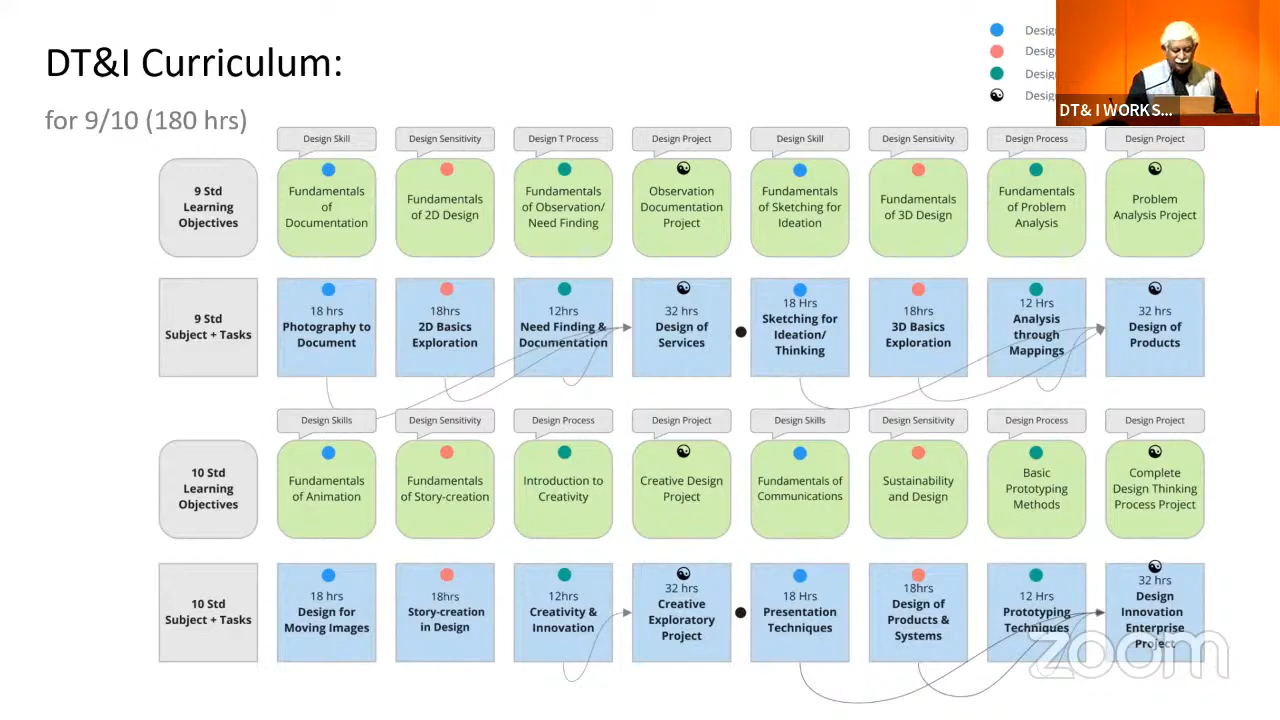 DT&I Curriculum:
for 9/10 (180 hrs)
DT& I WORKS...
Design Skill
Design Sensitivity
Design T Process
Design Project
Design Skill
Design Sensitivity
Design Process
Design Project
9 Std
Learning
Objectives
Fundamentals
of
Documentation
Fundamentals
of 2D Design
Fundamentals
of Observation/
Need Finding
Observation
Documentation
Project
Fundamentals
of Sketching for
Ideation
Fundamentals
of 3D Design
Fundamentals
of Problem
Analysis
Problem
Analysis Project
9 Std
Subject + Tasks
18 hrs
Photography to
Document
18hrs
2D Basics
Exploration
12hrs
Need Finding &
Documentation
32 hrs
Design of
Services
18 Hrs
Sketching for
Ideation/
Thinking
18hrs
3D Basics
Exploration
12 Hrs
Analysis
through
Mappings
32 hrs
Design of
Products
Design Skills
Design Sensitivity
Design Process
Design Project
Design Skills
Design Sensitivity
Design Process
Design Project
10 Std
Learning
Objectives
Fundamentals
of Animation
Fundamentals
of Story-creation
Introduction to
Creativity
Creative Design
Project
Fundamentals of
Communications
Sustainability
and Design
Basic
Prototyping
Methods
Complete
Design Thinking
Process Project
10 Std
Subject + Tasks
18 hrs
Design for
Moving Images
18hrs
Story-creation
in Design
12hrs
Creativity &
Innovation
32 hrs
Creative
Exploratory
Project
18 Hrs
Presentation
Techniques
18hrs
Design of
Products &
Systems
12 Hrs
Prototyping
Techniques
32 hrs
Design
Innovation
Enterprise
Project
zoom